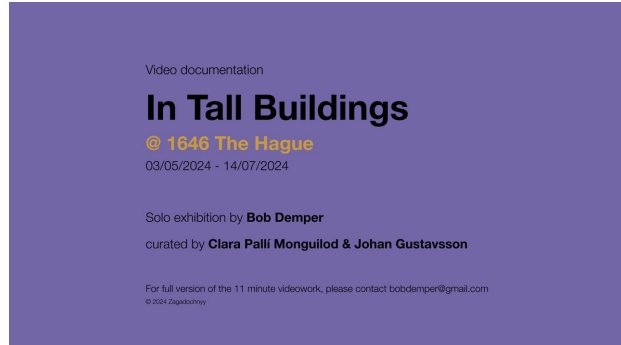 Video documentation
In Tall Buildings
@ 1646 The Hague
03/05/2024 - 14/07/2024
Solo exhibition by Bob Demper
curated by Clara Pallí Monguilod & Johan Gustavsson
For full version of the 11 minute videowork, please contact bobdemper@gmail.com
© 2024 Zagadochnyy